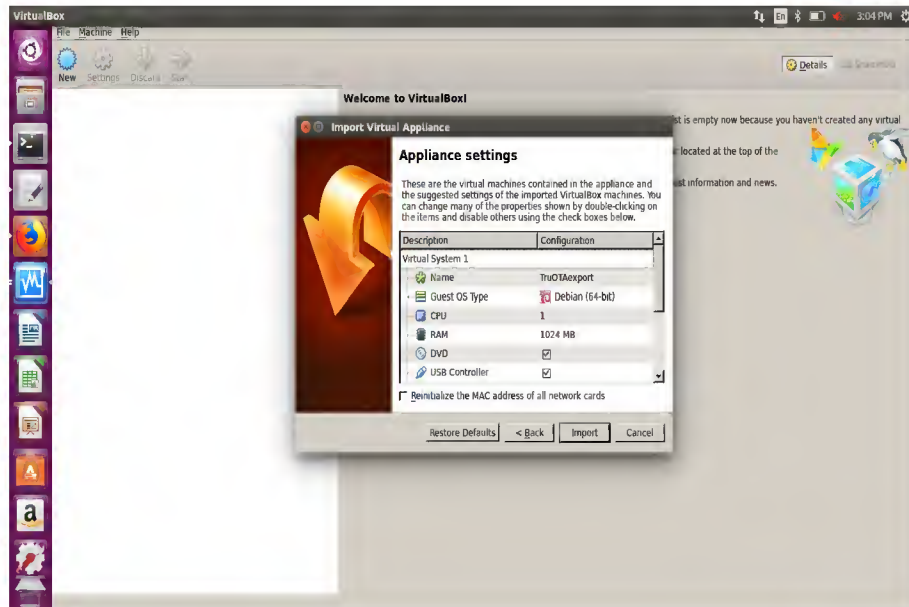 VirtualBox
En
3:04 PM
File Machine Help
New Settings Discard Start
Details
Welcome to VirtualBox!
st is empty now because you haven't created any virtual
located at the top of the
st information and news.
Import Virtual Appliance
Appliance settings
These are the virtual machines contained in the appliance and
the suggested settings of the imported VirtualBox machines. You
can change many of the properties shown by double-clicking on
the items and disable others using the check boxes below.
Description Configuration
Virtual System 1
Name TruOTAexport
Guest OS Type Debian (64-bit)
CPU 1
RAM 1024 MB
DVD
USB Controller
Reinitialize the MAC address of all network cards
Restore Defaults < Back Import Cancel